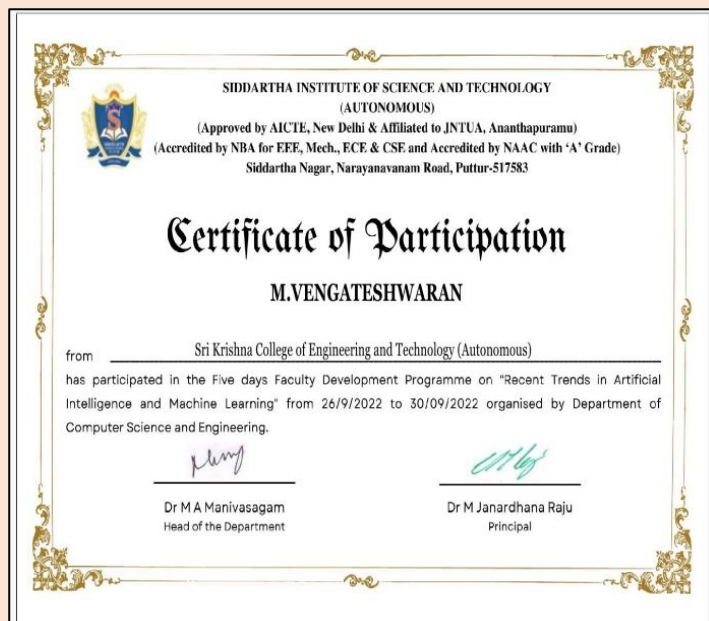 SIDDARTHA INSTITUTE OF SCIENCE AND TECHNOLOGY
(AUTONOMOUS)
(Approved by AICTE, New Delhi & Affiliated to JNTUA, Ananthapuramu)
(Accredited by NBA for EEE, Mech., ECE & CSE and Accredited by NAAC with ‘A’ Grade)
Siddartha Nagar, Narayanavanam Road, Puttur-517583
Certificate of Participation
M.VENGATESHWARAN
from Sri Krishna College of Engineering and Technology (Autonomous)
has participated in the Five days Faculty Development Programme on "Recent Trends in Artificial
Intelligence and Machine Learning" from 26/9/2022 to 30/09/2022 organised by Department of
Computer Science and Engineering.
Dr M A Manivasagam
Head of the Department
Dr M Janardhana Raju
Principal